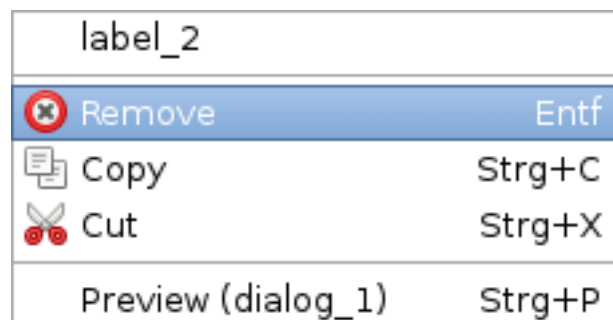 label_2
Remove Entf
Copy Strg+C
Cut Strg+X
Preview (dialog_1) Strg+P